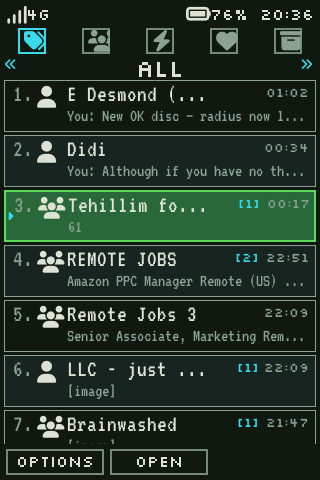 4G 76% 20:36
« »
ALL
1. E Desmond (... 01:02
You: New OK disc - radius now l...
2. Didi 00:34
You: Although if you have no th...
3. Tehillim fo... [1] 00:17
61
4. REMOTE JOBS [2] 22:51
Amazon PPC Manager Remote (US) ...
5. Remote Jobs 3 22:09
Senior Associate, Marketing Rem...
6. LLC - just ... [1] 22:09
[image]
7. Brainwashed [1] 21:47
OPTIONS OPEN